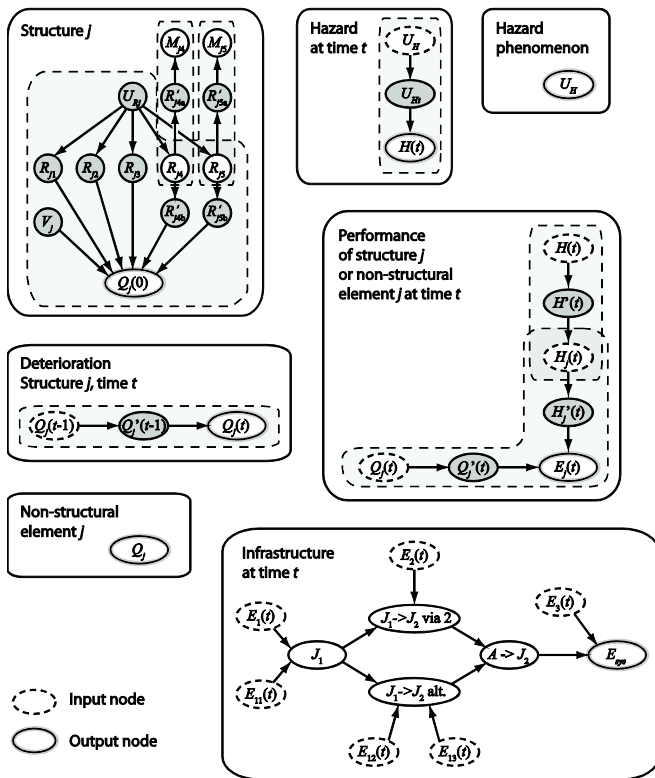 Structure j
M_j4
M_j5
U_Rj
R'_j4a
R'_j5a
R_j1
R_j2
R_j3
R_j4
R_j5
V_j
R'_j4b
R'_j5b
Q_j(0)
Hazard
at time t
U_H
U_Ht
H(t)
Hazard
phenomenon
U_H
Performance
of structure j
or non-structural
element j at time t
H(t)
H'(t)
H_j(t)
H_j'(t)
Q_j(t)
Q_j'(t)
E_j(t)
Deterioration
Structure j, time t
Q_j(t-1)
Q_j'(t-1)
Q_j(t)
Non-structural
element j
Q_j
Infrastructure
at time t
E_2(t)
E_1(t)
J_1->J_2 via 2
E_3(t)
J_1
A -> J_2
E_sys
E_11(t)
J_1->J_2 alt.
E_12(t)
E_13(t)
Input node
Output node